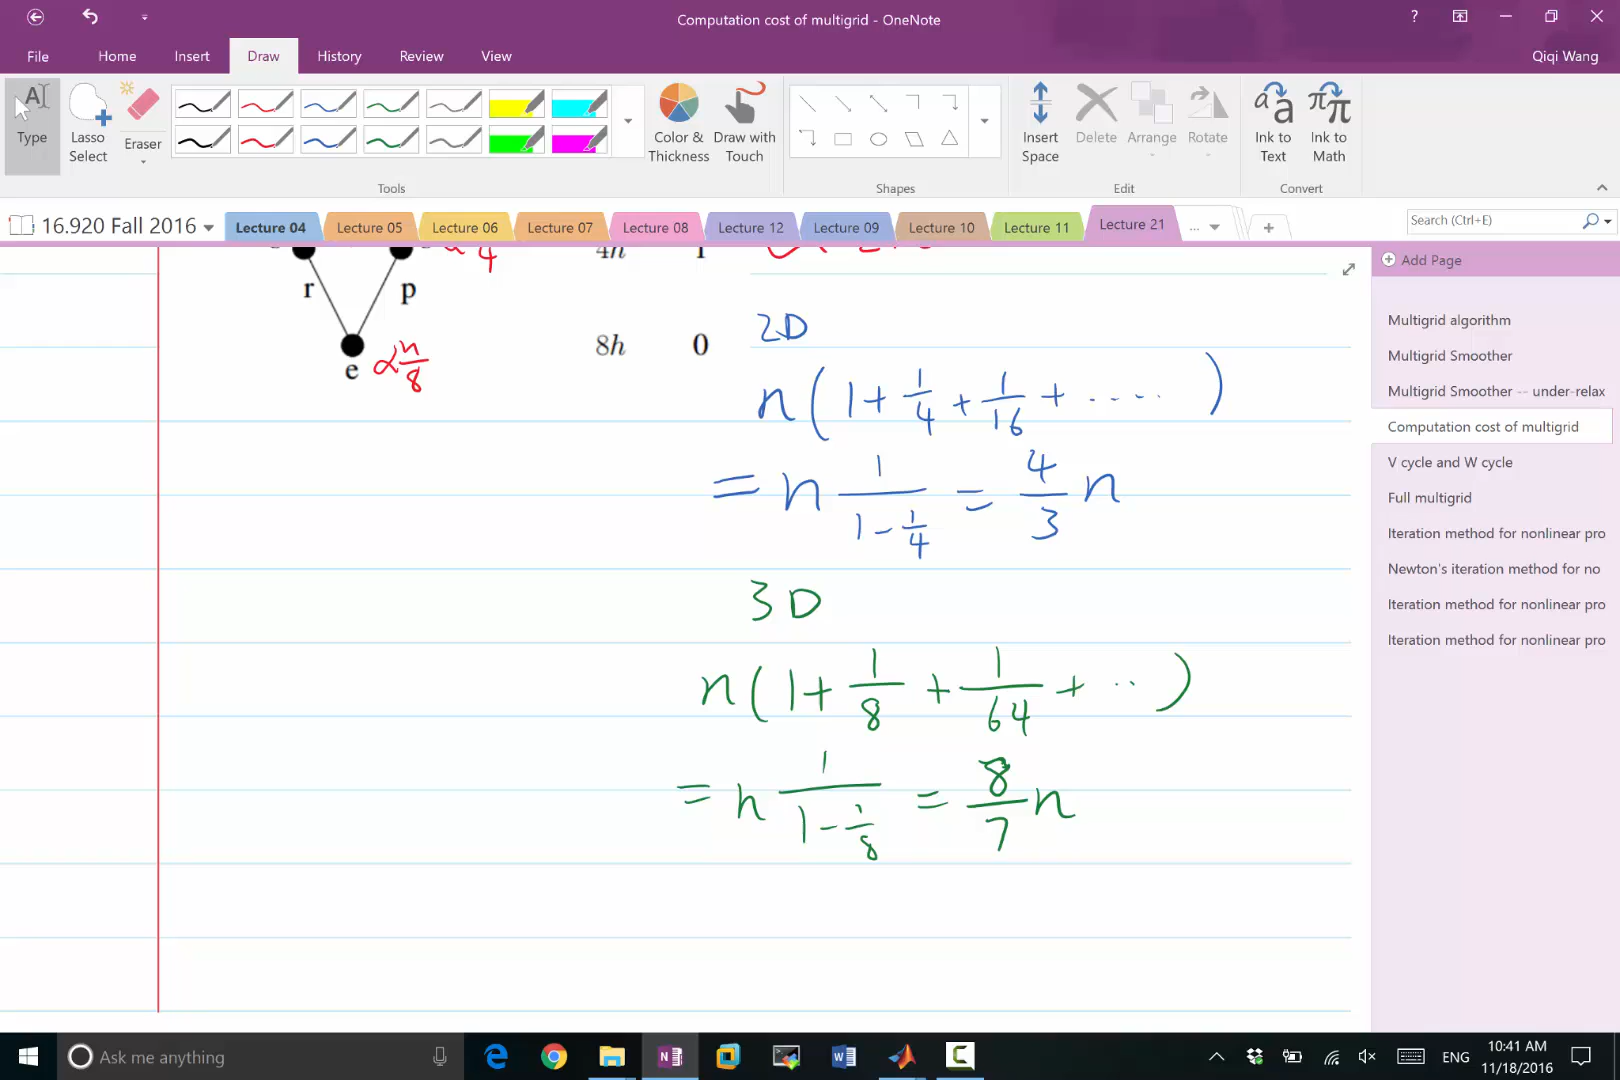 Computation cost of multigrid - OneNote
?
File Home Insert Draw History Review View Qiqi Wang
Type Lasso Select Eraser
Color & Thickness Draw with Touch
Insert Space Delete Arrange Rotate Ink to Text Ink to Math
Tools Shapes Edit Convert
16.920 Fall 2016 Lecture 04 Lecture 05 Lecture 06 Lecture 07 Lecture 08 Lecture 12 Lecture 09 Lecture 10 Lecture 11 Lecture 21 ... + Search (Ctrl+E)
Add Page
Multigrid algorithm
Multigrid Smoother
Multigrid Smoother -- under-relax
Computation cost of multigrid
V cycle and W cycle
Full multigrid
Iteration method for nonlinear pro
Newton's iteration method for no
Iteration method for nonlinear pro
Iteration method for nonlinear pro
4
r p
e ∝ n/8 8h 0
2D
n(1 + 1/4 + 1/16 + .....)
= n 1/(1 - 1/4) = 4/3 n
3D
n(1 + 1/8 + 1/64 + ..)
= n 1/(1 - 1/8) = 8/7 n
Ask me anything
ENG 10:41 AM
11/18/2016